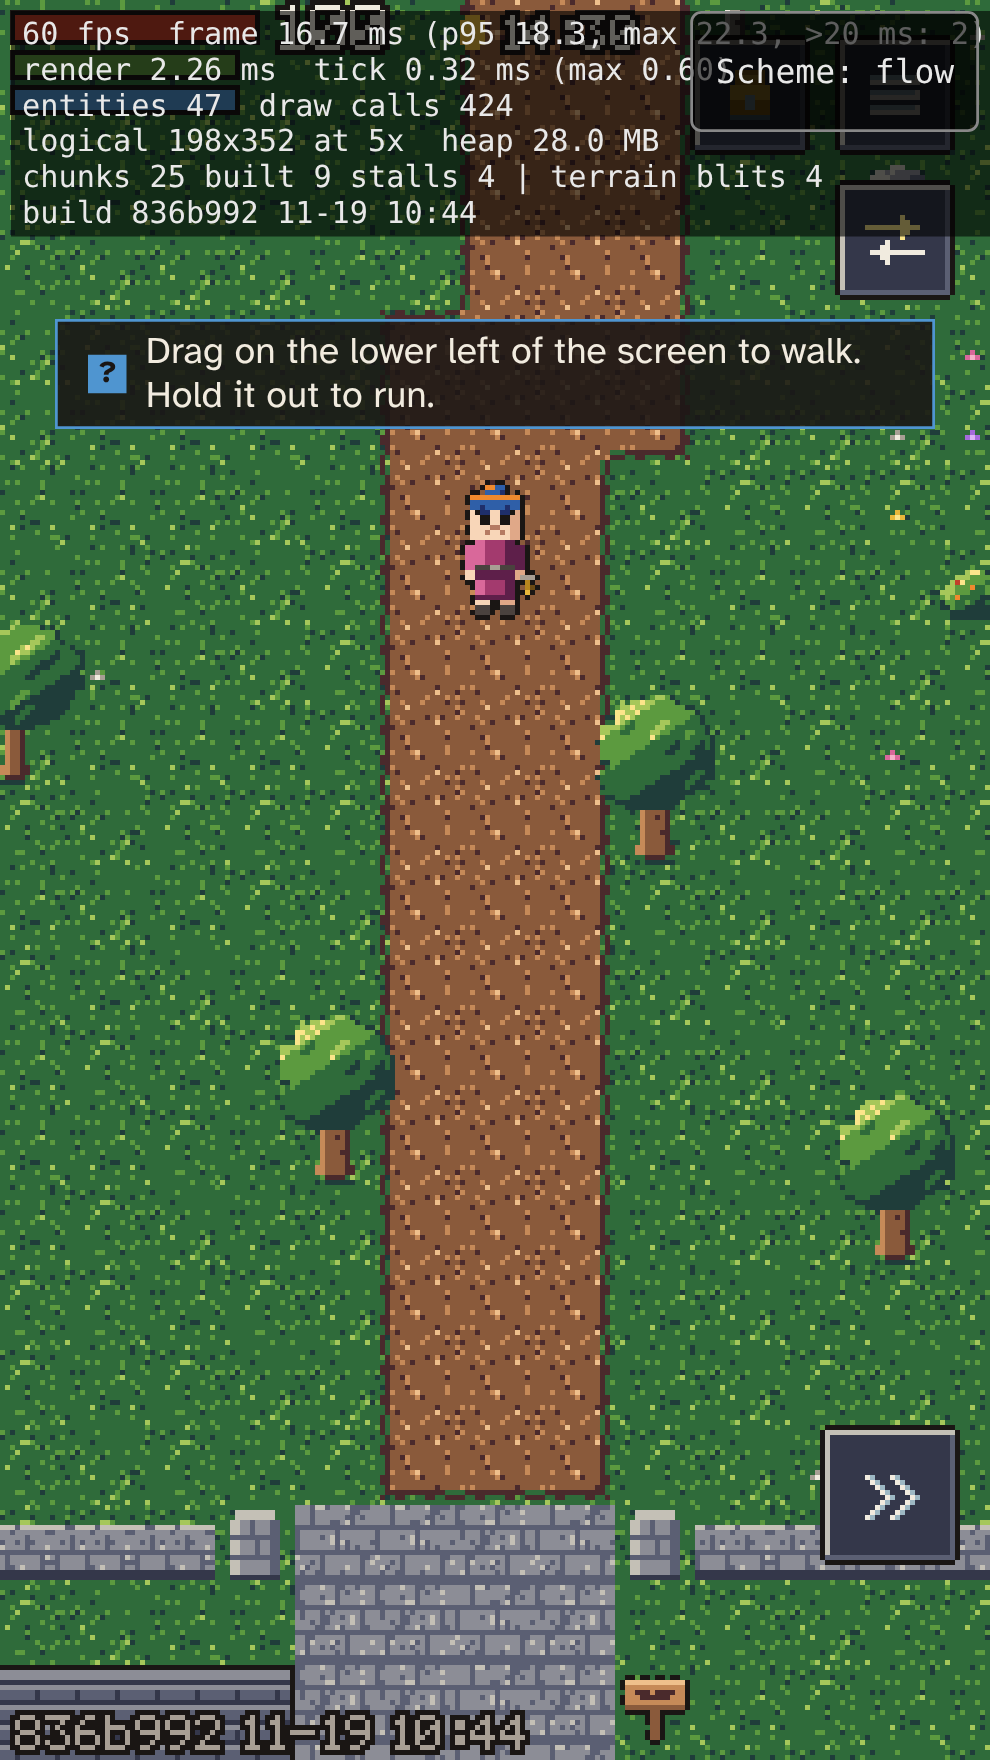 60 fps  frame 16.7 ms (p95 18.3, max 22.3, >20 ms: 2)
render 2.26 ms  tick 0.32 ms (max 0.60)
Scheme: flow
entities 47  draw calls 424
logical 198x352 at 5x  heap 28.0 MB
chunks 25 built 9 stalls 4 | terrain blits 4
build 836b992 11-19 10:44
? Drag on the lower left of the screen to walk.
Hold it out to run.
836b992 11-19 10:44